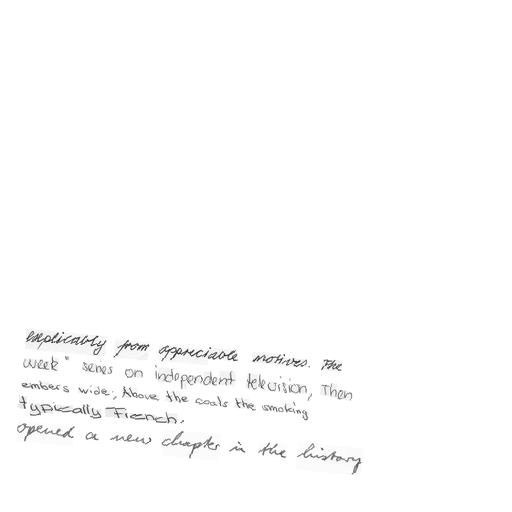 explicably from appreciable motives. The
week" series on independent television, Then
embers wide. Above the coals the smoking
typically French.
opened a new chapter in the history